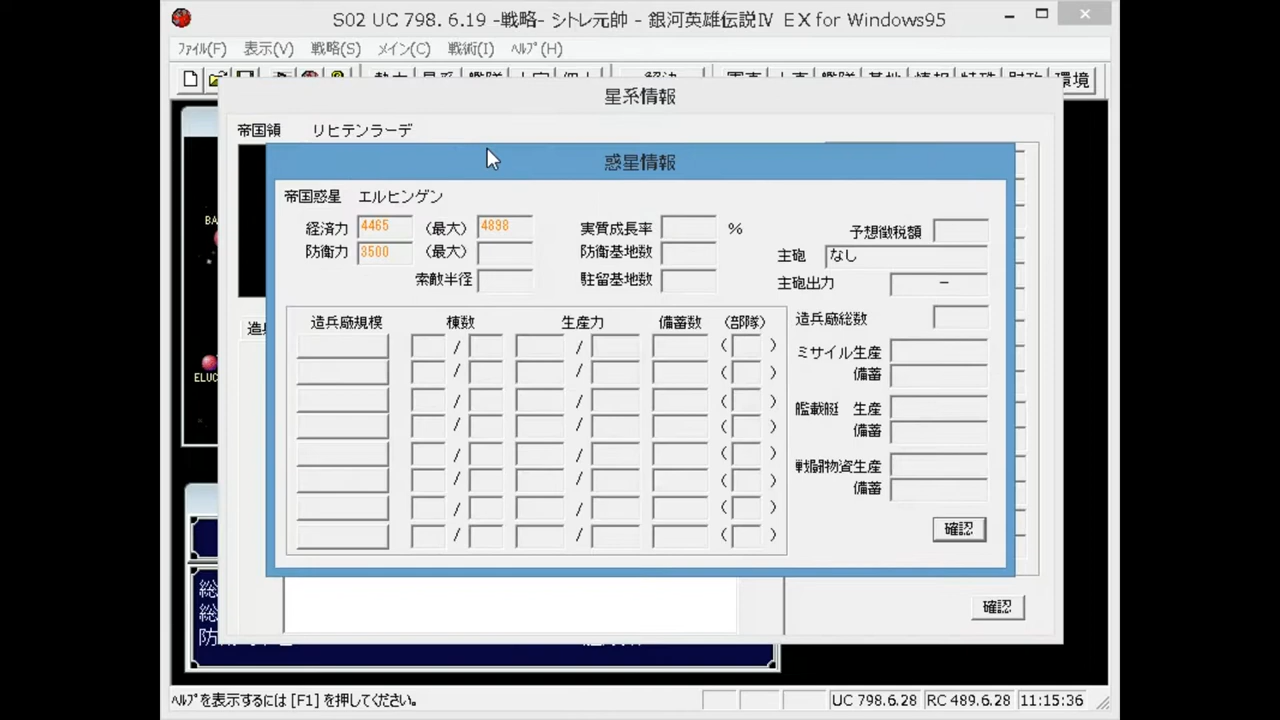 S02 UC 798. 6.19 -戦略- シトレ元帥 - 銀河英雄伝説Ⅳ EX for Windows95
ﾌｧｲﾙ(F) 表示(V) 戦略(S) メイン(C) 戦術(I) ﾍﾙﾌﾟ(H)
環境
星系情報
帝国領 リヒテンラーデ
惑星情報
帝国惑星 エルヒンゲン
経済力 4465 (最大) 4898 実質成長率 % 予想徴税額
防衛力 3500 (最大) 防衛基地数 主砲 なし
索敵半径 駐留基地数 主砲出力 －
造兵廠規模 棟数 生産力 備蓄数 (部隊) 造兵廠総数
/ / ( )
/ / ( )
/ / ( )
/ / ( )
/ / ( )
/ / ( )
/ / ( )
/ / ( )
ミサイル生産
備蓄
艦載艇 生産
備蓄
戦闘物資生産
備蓄
確認
確認
BA
ELUC
造
総
総
防
ﾍﾙﾌﾟを表示するには [F1] を押してください。 UC 798.6.28 RC 489.6.28 11:15:36